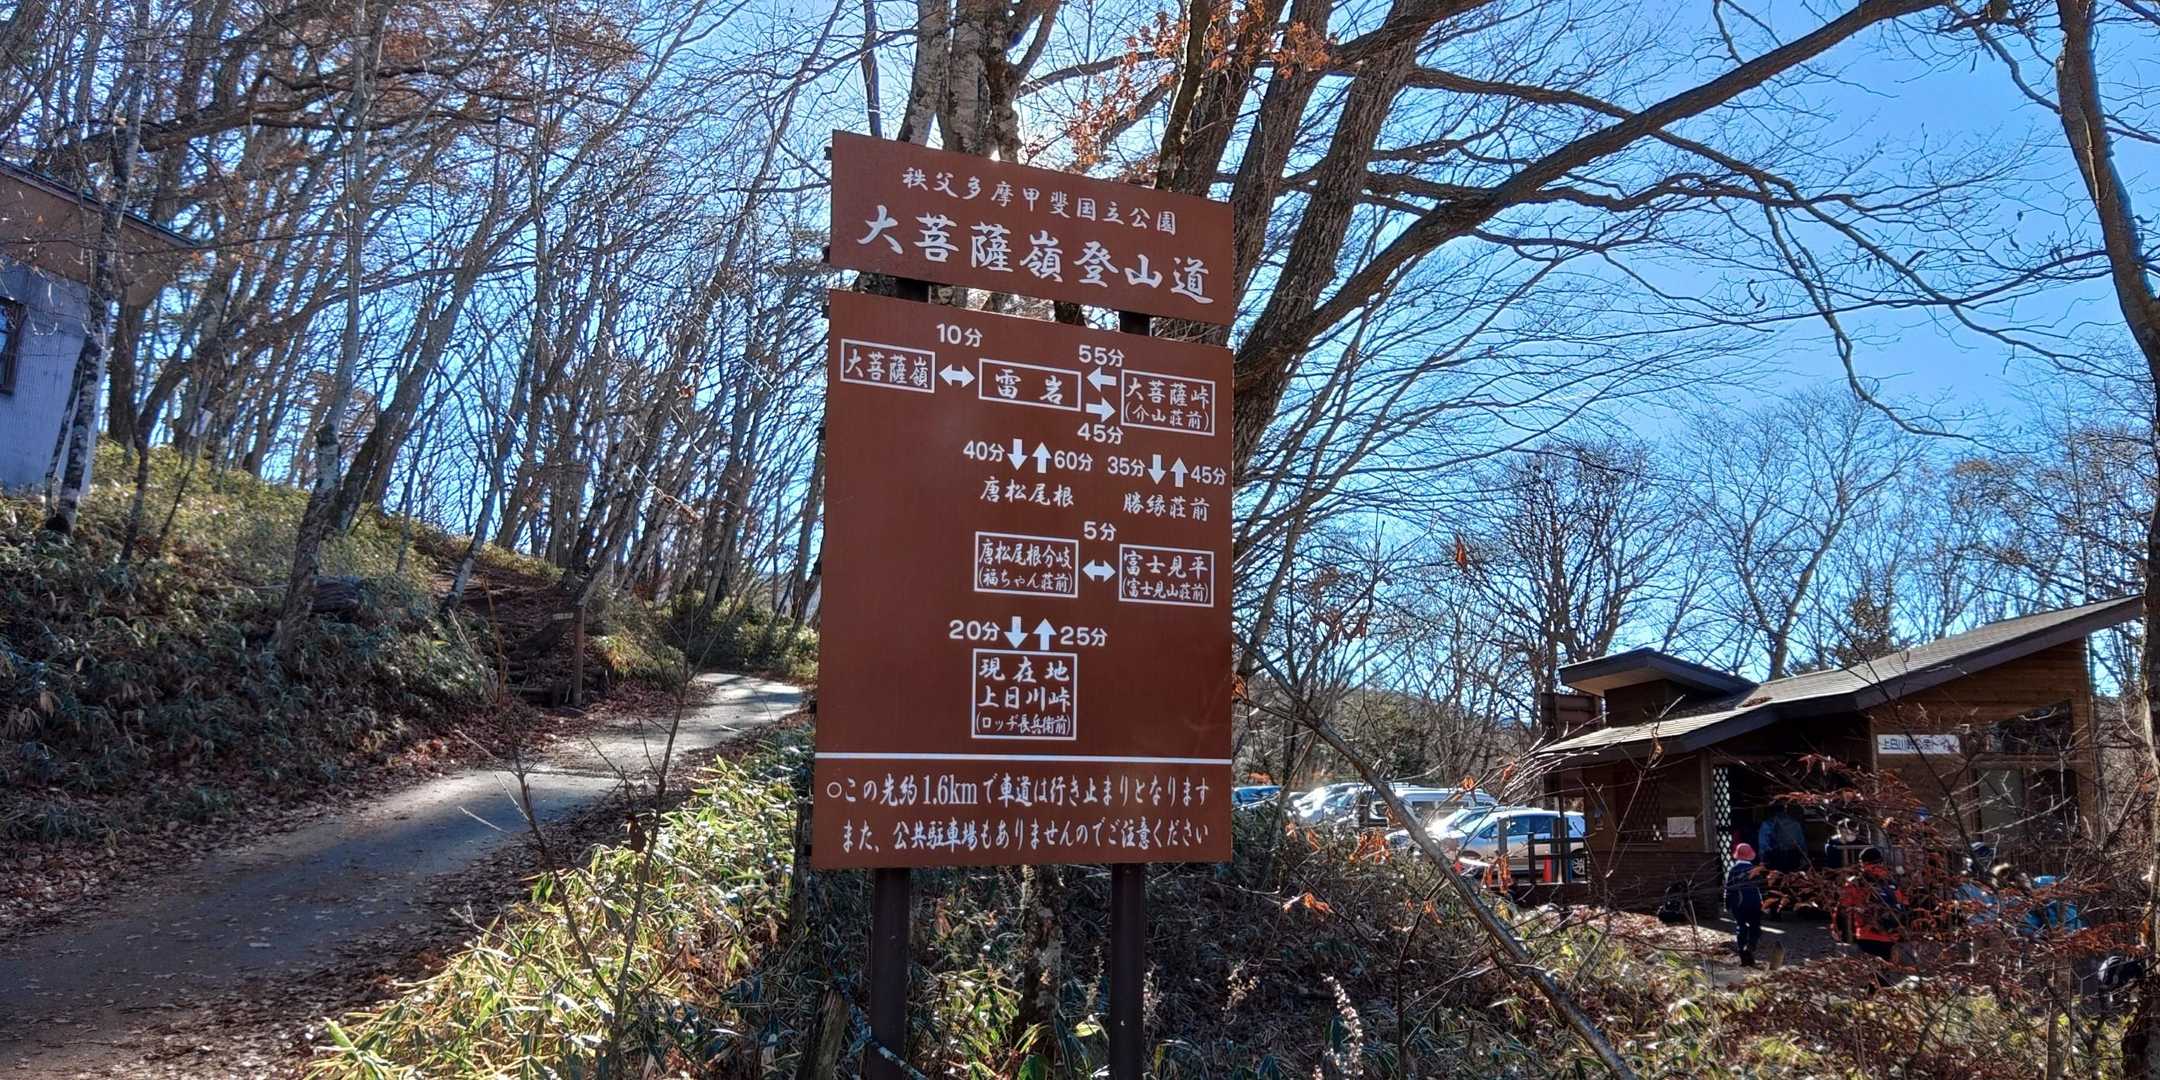 秩父多摩甲斐国立公園
大菩薩嶺登山道
10分
55分
大菩薩嶺
雷岩
大菩薩峠
(介山荘前)
45分
40分
60分
35分
45分
唐松尾根
勝縁荘前
5分
唐松尾根分岐
(福ちゃん荘前)
富士見平
(富士見山荘前)
20分
25分
現在地
上日川峠
(ロッヂ長兵衛前)
○この先約1.6kmで車道は行き止まりとなります
また、公共駐車場もありませんのでご注意ください